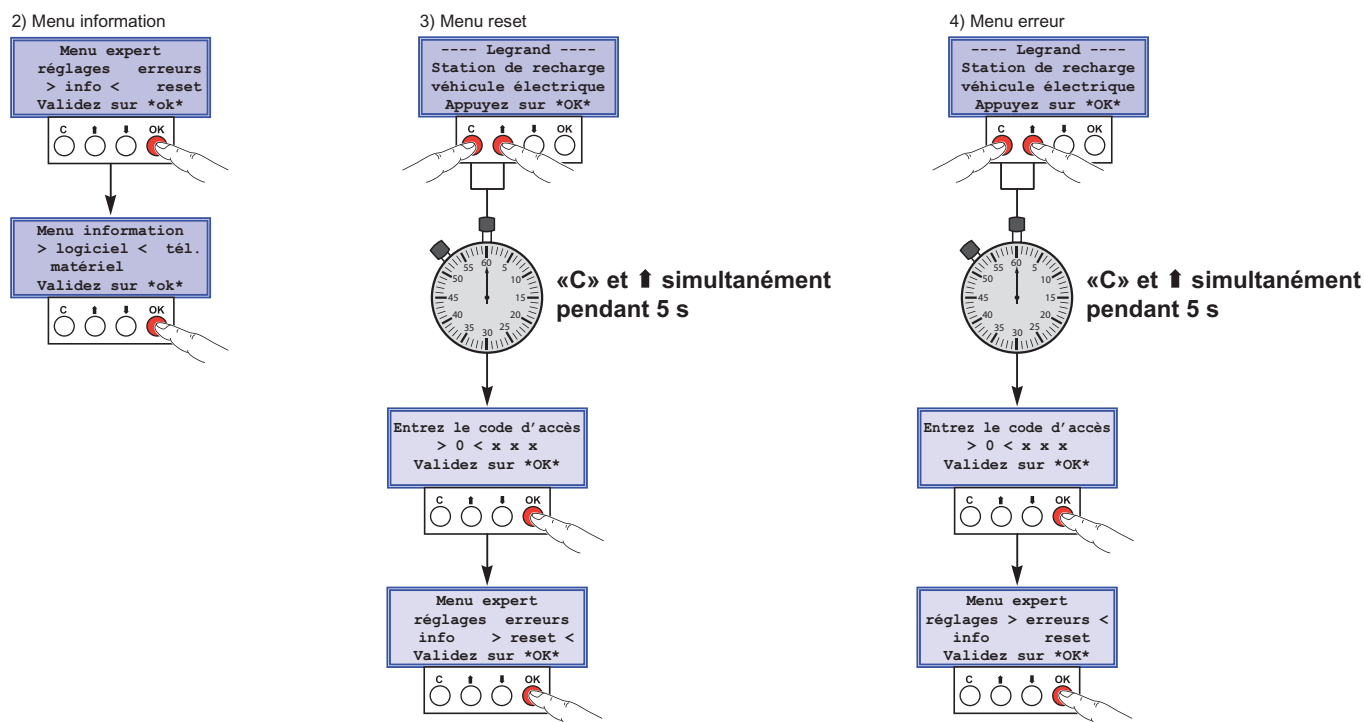 2) Menu information
Menu expert
réglages erreurs
> info < reset
Validez sur *ok*
C ⬆ ⬇ OK
Menu information
> logiciel < tél.
matériel
Validez sur *ok*
C ⬆ ⬇ OK
3) Menu reset
---- Legrand ----
Station de recharge
véhicule électrique
Appuyez sur *OK*
C ⬆ ⬇ OK
60 5 10 15 20 25 30 35 40 45 50 55
«C» et ⬆ simultanément
pendant 5 s
Entrez le code d’accès
> 0 < x x x
Validez sur *OK*
C ⬆ ⬇ OK
Menu expert
réglages erreurs
info > reset <
Validez sur *OK*
C ⬆ ⬇ OK
4) Menu erreur
---- Legrand ----
Station de recharge
véhicule électrique
Appuyez sur *OK*
C ⬆ ⬇ OK
60 5 10 15 20 25 30 35 40 45 50 55
«C» et ⬆ simultanément
pendant 5 s
Entrez le code d’accès
> 0 < x x x
Validez sur *OK*
C ⬆ ⬇ OK
Menu expert
réglages > erreurs <
info reset
Validez sur *OK*
C ⬆ ⬇ OK